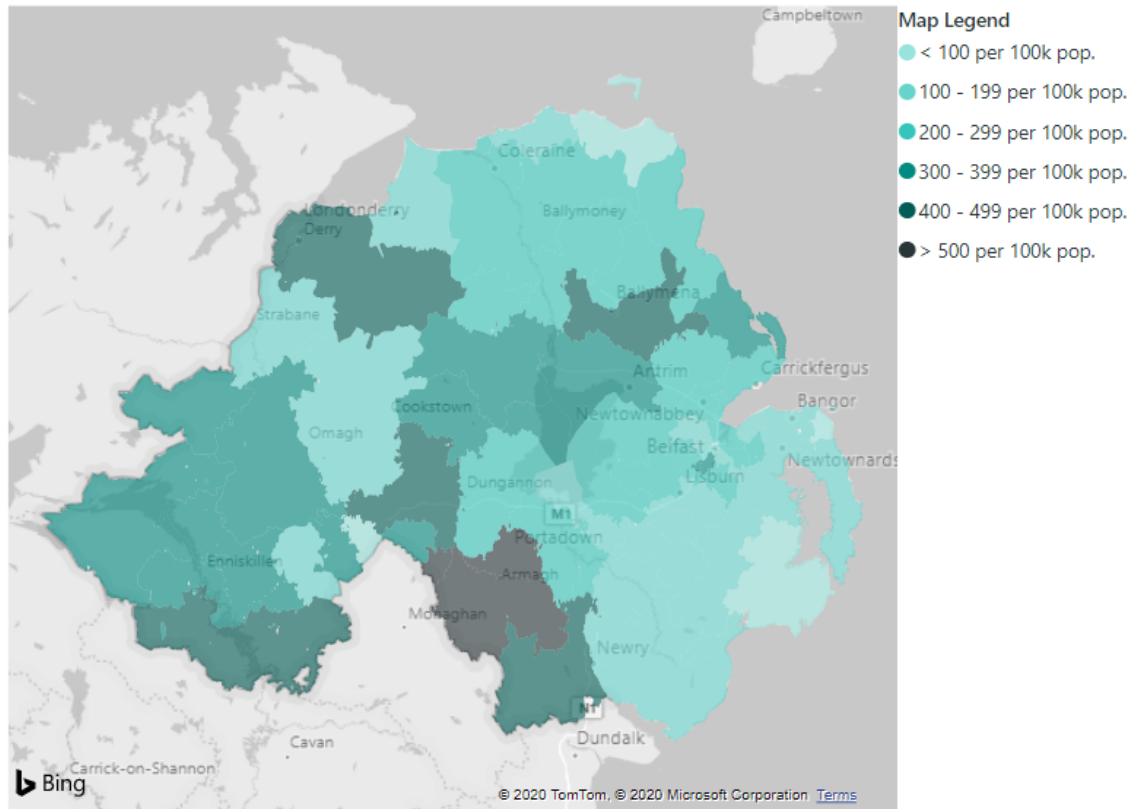 Campbeltown
Map Legend
< 100 per 100k pop.
100 - 199 per 100k pop.
200 - 299 per 100k pop.
300 - 399 per 100k pop.
400 - 499 per 100k pop.
> 500 per 100k pop.
Coleraine
Londonderry
Derry
Ballymoney
Ballymena
Strabane
Carrickfergus
Antrim
Cookstown
Newtownabbey
Bangor
Omagh
Belfast
Newtownards
Lisburn
Dungannon
M1
Portadown
Enniskillen
Armagh
Monaghan
Newry
N1
Dundalk
Cavan
Carrick-on-Shannon
Bing
© 2020 TomTom, © 2020 Microsoft Corporation Terms